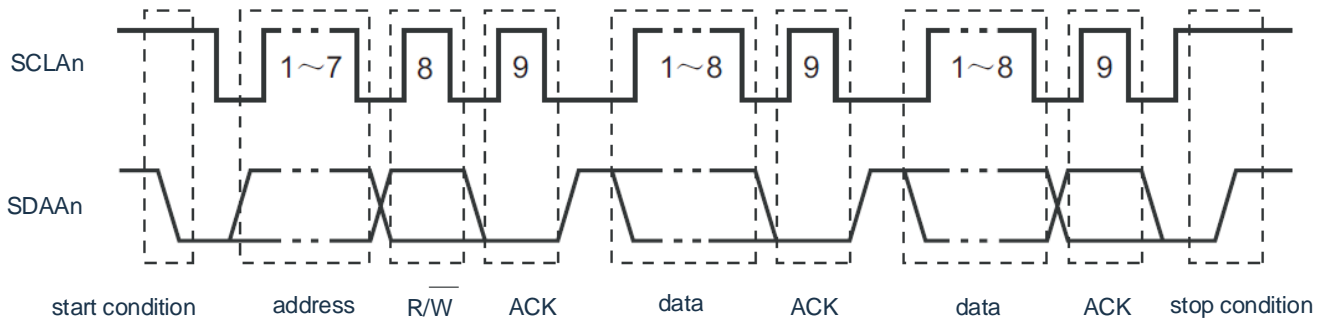 SCLAn
1～7
8
9
1～8
9
1～8
9
SDAAn
start condition
address
R/W̅
ACK
data
ACK
data
ACK
stop condition